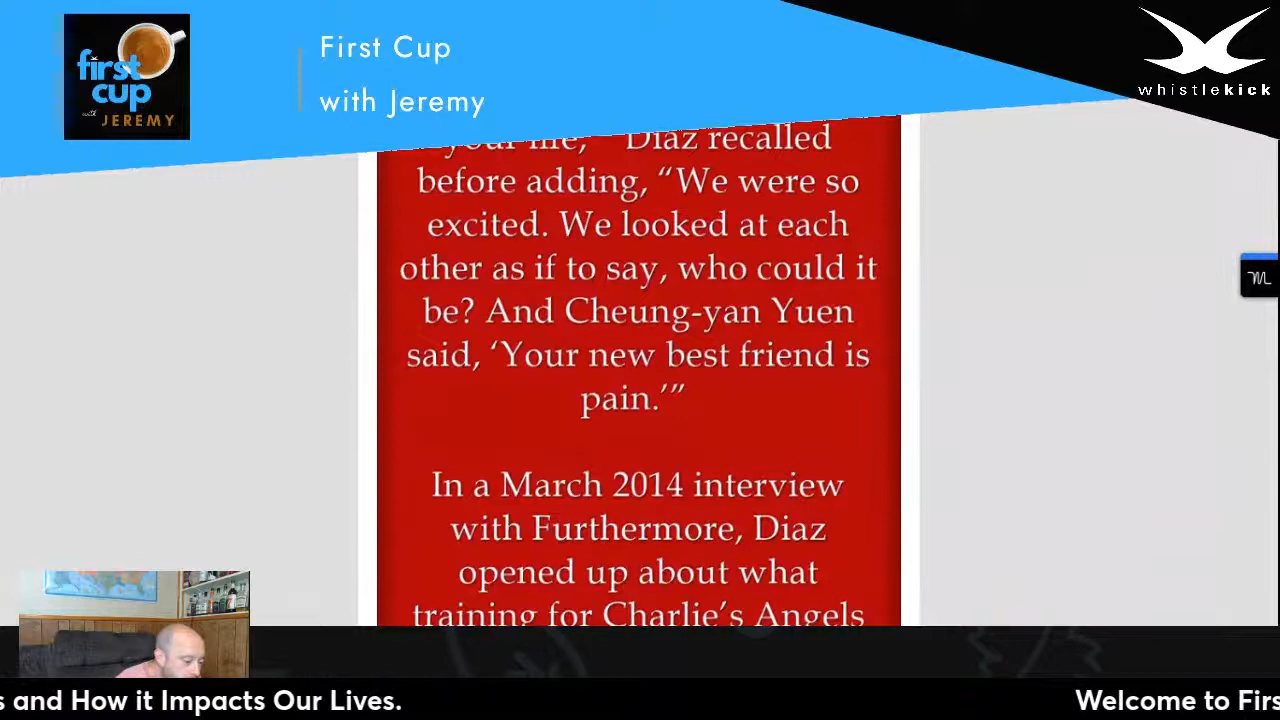 first
cup
with
JEREMY
First Cup
with Jeremy
whistlekick
your life,” Diaz recalled
before adding, “We were so
excited. We looked at each
other as if to say, who could it
be? And Cheung-yan Yuen
said, ‘Your new best friend is
pain.’”
In a March 2014 interview
with Furthermore, Diaz
opened up about what
training for Charlie’s Angels
s and How it Impacts Our Lives.
Welcome to Firs